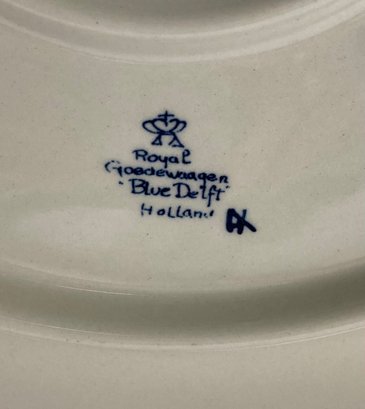 Royal
Goedewaagen
"Blue Delft"
Holland